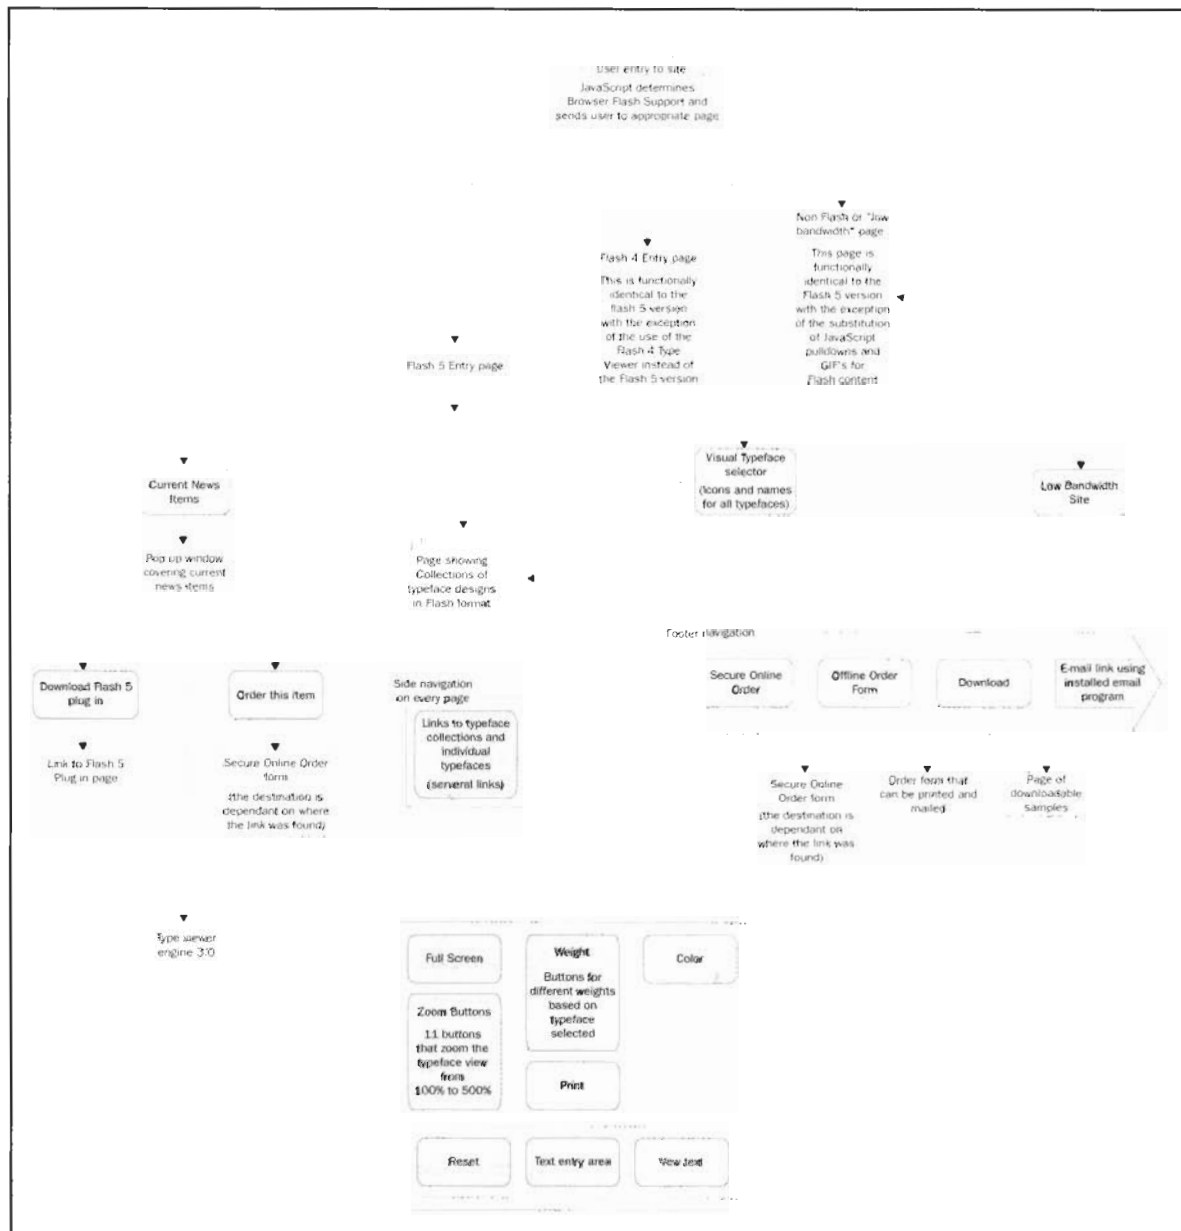 User entry to site
JavaScript determines
Browser Flash Support and
sends user to appropriate page
Non Flash or "low
bandwidth" page
This page is
functionally
identical to the
Flash 5 version
with the exception
of the substitution
of JavaScript
pulldowns and
GIF's for
Flash content
Flash 4 Entry page
This is functionally
identical to the
flash 5 version
with the exception
of the use of the
Flash 4 Type
Viewer instead of
the Flash 5 version
Flash 5 Entry page
Current News
Items
Visual Typeface
selector
(Icons and names
for all typefaces)
Low Bandwidth
Site
Pop up window
covering current
news items
Page showing
Collections of
typeface designs
in Flash format
Footer navigation
Download Flash 5
plug in
Order this item
Side navigation
on every page
Links to typeface
collections and
individual
typefaces
(serveral links)
Secure Online
Order
Offline Order
Form
Download
E-mail link using
installed email
program
Link to Flash 5
Plug in page
Secure Online Order
form
(the destination is
dependant on where
the link was found)
Secure Online
Order form
(the destination is
dependant on
where the link was
found)
Order form that
can be printed and
mailed
Page of
downloadable
samples
Type viewer
engine 3.0
Full Screen
Weight
Buttons for
different weights
based on
typeface
selected
Color
Zoom Buttons
11 buttons
that zoom the
typeface view
from
100% to 500%
Print
Reset
Text entry area
View text